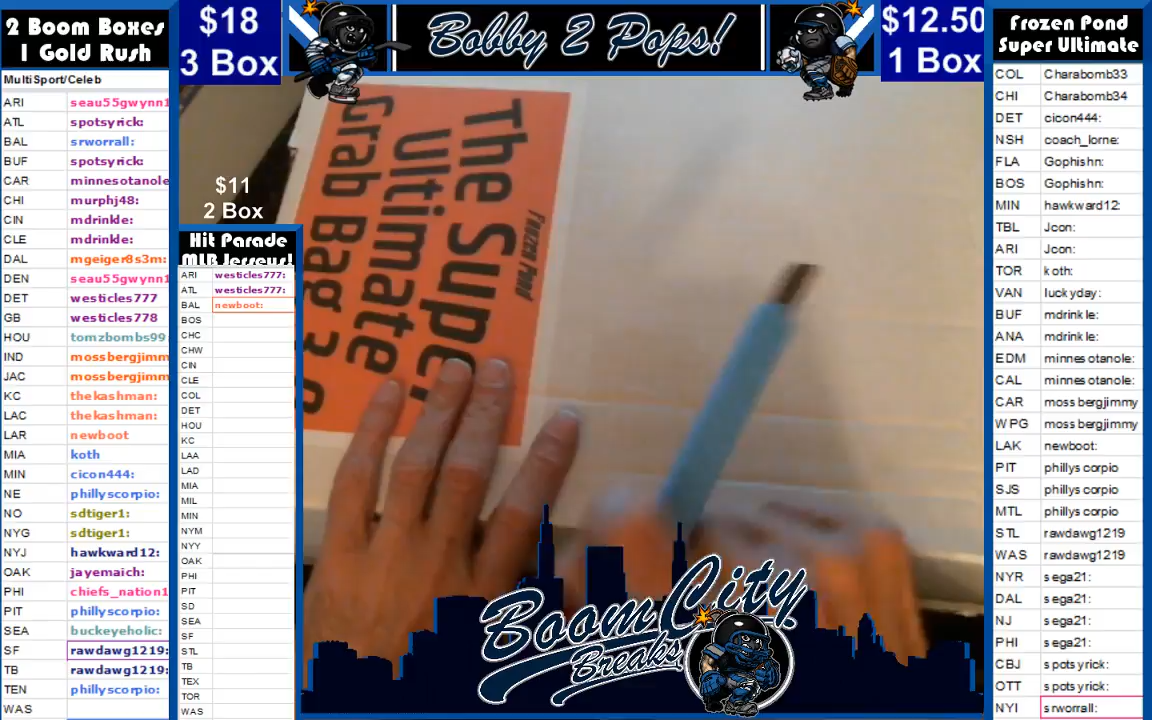 2 Boom Boxes
1 Gold Rush
MultiSport/Celeb
ARI seau55gwynn1
ATL spotsyrick:
BAL srworrall:
BUF spotsyrick:
CAR minnesotanole
CHI murphj48:
CIN mdrinkle:
CLE mdrinkle:
DAL mgeiger8s3m:
DEN seau55gwynn1
DET westicles777
GB westicles778
HOU tomzbombs99
IND mossbergjimm
JAC mossbergjimm
KC thekashman:
LAC thekashman:
LAR newboot
MIA koth
MIN cicon444:
NE phillyscorpio:
NO sdtiger1:
NYG sdtiger1:
NYJ hawkward12:
OAK jayemaich:
PHI chiefs_nation1
PIT phillyscorpio:
SEA buckeyeholic:
SF rawdawg1219:
TB rawdawg1219:
TEN phillyscorpio:
WAS
$18
3 Box
$11
2 Box
Hit Parade
MLB Jerseys!
ARI westicles777:
ATL westicles777:
BAL newboot:
BOS
CHC
CHW
CIN
CLE
COL
DET
HOU
KC
LAA
LAD
MIA
MIL
MIN
NYM
NYY
OAK
PHI
PIT
SD
SEA
SF
STL
TB
TEX
TOR
WAS
Bobby 2 Pops!
Frozen Pond
The Super
Ultimate
Grab Bag
Boom City
Breaks
$12.50
1 Box
Frozen Pond
Super Ultimate
COL Charabomb33
CHI Charabomb34
DET cicon444:
NSH coach_lorne:
FLA Gophishn:
BOS Gophishn:
MIN hawkward12:
TBL Jcon:
ARI Jcon:
TOR koth:
VAN luckyday:
BUF mdrinkle:
ANA mdrinkle:
EDM minnesotanole:
CAL minnesotanole:
CAR mossbergjimmy
WPG mossbergjimmy
LAK newboot:
PIT phillyscorpio
SJS phillyscorpio
MTL phillyscorpio
STL rawdawg1219
WAS rawdawg1219
NYR sega21:
DAL sega21:
NJ sega21:
PHI sega21:
CBJ spotsyrick:
OTT spotsyrick:
NYI srworrall: